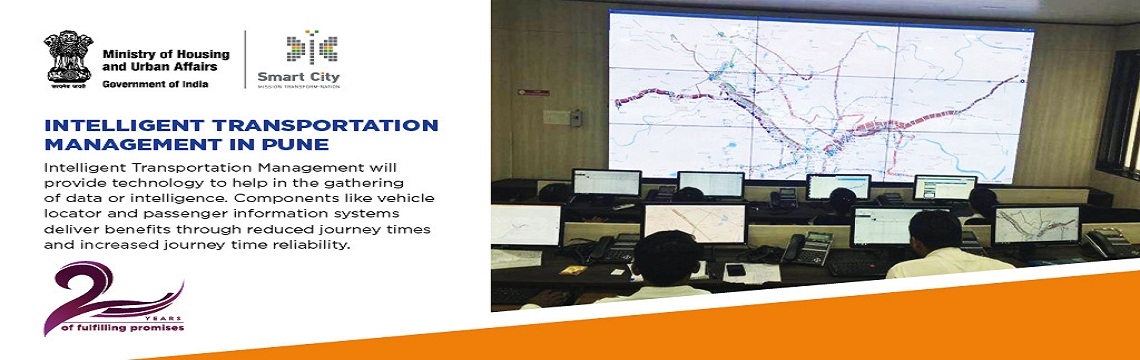 Ministry of Housing
and Urban Affairs
Government of India
सत्यमेव जयते
Smart City
MISSION TRANSFORM-NATION
INTELLIGENT TRANSPORTATION
MANAGEMENT IN PUNE
Intelligent Transportation Management will
provide technology to help in the gathering
of data or intelligence. Components like vehicle
locator and passenger information systems
deliver benefits through reduced journey times
and increased journey time reliability.
2 YEARS
of fulfilling promises